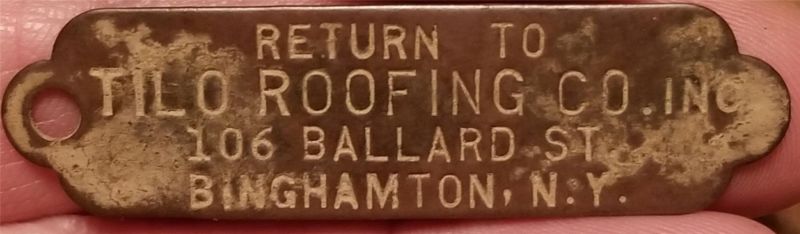 RETURN TO
TILO ROOFING CO. INC
106 BALLARD ST.
BINGHAMTON, N.Y.